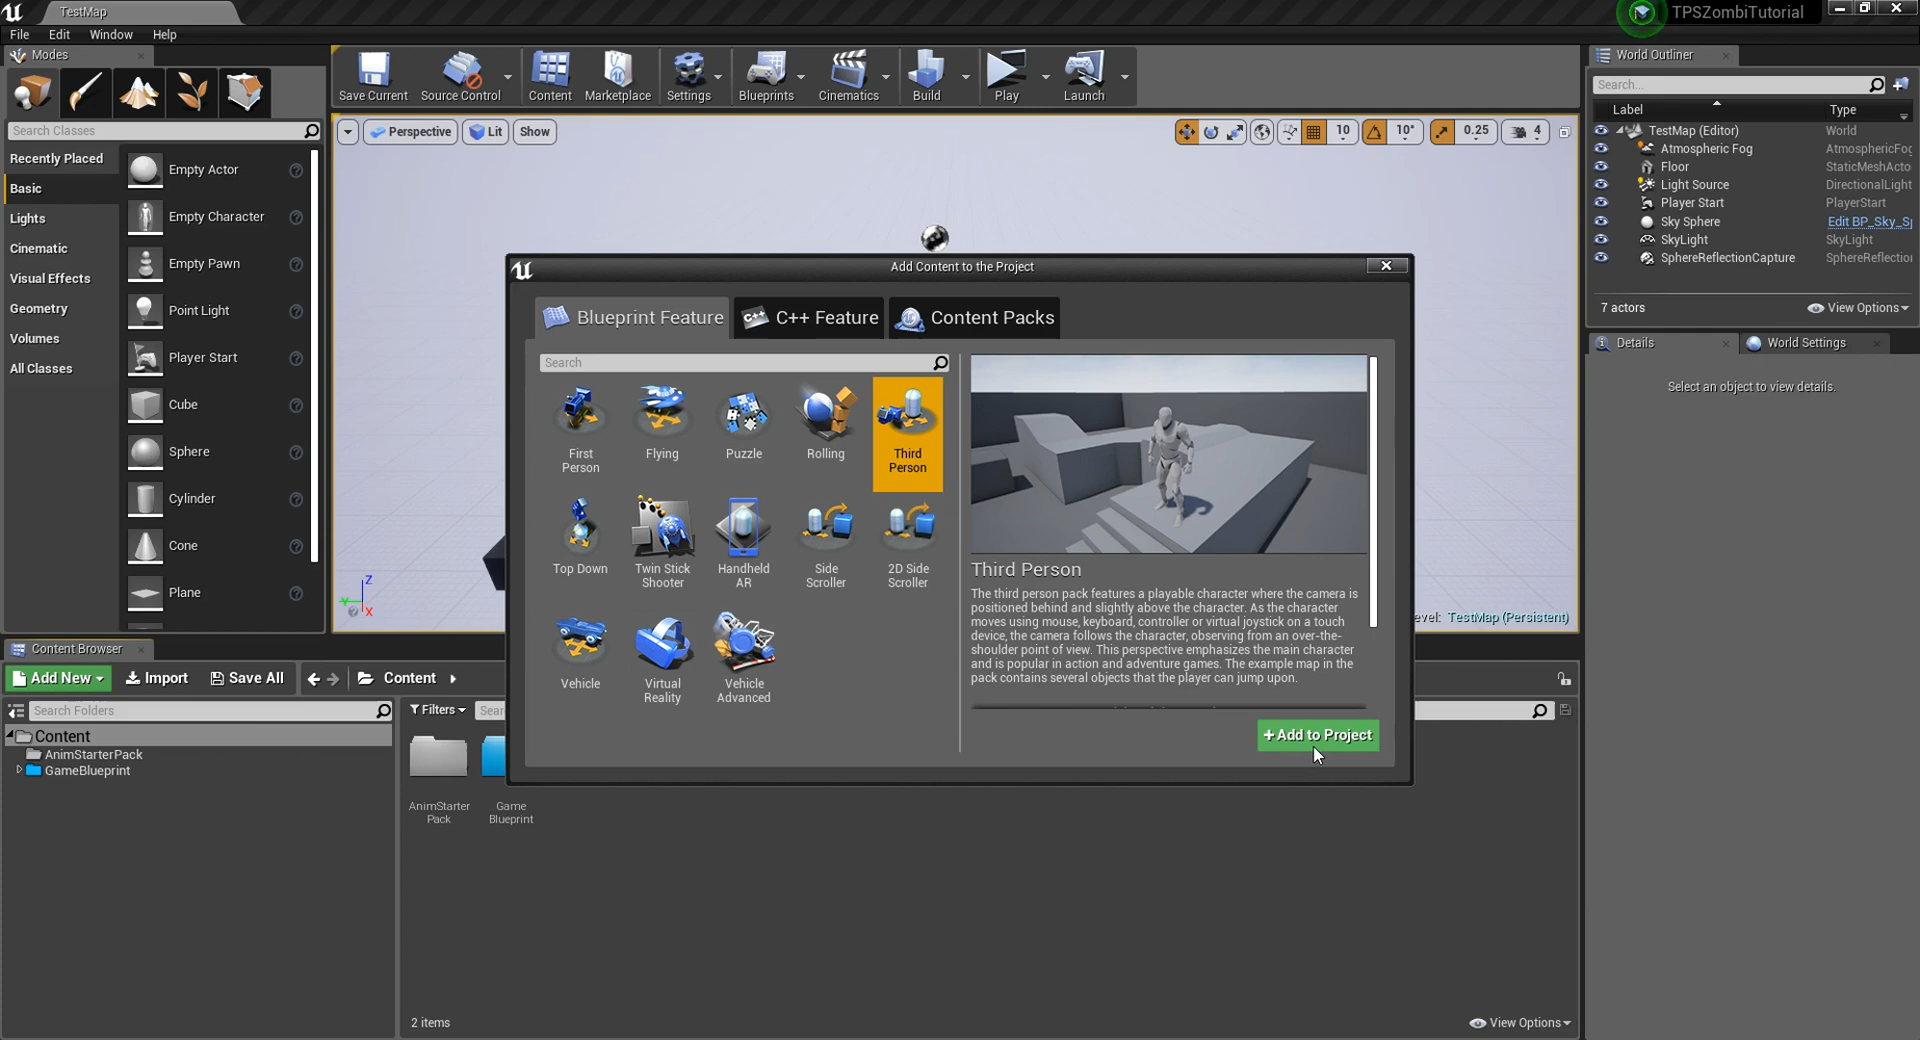 TestMap
TPSZombiTutorial
File Edit Window Help
Modes
Save Current Source Control Content Marketplace Settings Blueprints Cinematics Build Play Launch
World Outliner
Search...
Label Type
Search Classes
Perspective Lit Show
10 10° 0.25 4
Recently Placed
Basic
Lights
Cinematic
Visual Effects
Geometry
Volumes
All Classes
Empty Actor
Empty Character
Empty Pawn
Point Light
Player Start
Cube
Sphere
Cylinder
Cone
Plane
TestMap (Editor) World
Atmospheric Fog AtmosphericFog
Floor StaticMeshActo
Light Source DirectionalLight
Player Start PlayerStart
Sky Sphere Edit BP_Sky_Sp
SkyLight SkyLight
SphereReflectionCapture SphereReflectio
7 actors View Options
Details World Settings
Select an object to view details.
Add Content to the Project
Blueprint Feature C++ C++ Feature Content Packs
Search
First Person
Flying
Puzzle
Rolling
Third Person
Top Down
Twin Stick Shooter
Handheld AR
Side Scroller
2D Side Scroller
Vehicle
Virtual Reality
Vehicle Advanced
Third Person
The third person pack features a playable character where the camera is
positioned behind and slightly above the character. As the character
moves using mouse, keyboard, controller or virtual joystick on a touch
device, the camera follows the character, observing from an over-the-
shoulder point of view. This perspective emphasizes the main character
and is popular in action and adventure games. The example map in the
pack contains several objects that the player can jump upon.
+Add to Project
Z
Y
X
evel: TestMap (Persistent)
Content Browser
Add New Import Save All Content
Search Folders
Filters Sear
Content
AnimStarterPack
GameBlueprint
AnimStarter
Pack
Game
Blueprint
2 items View Options